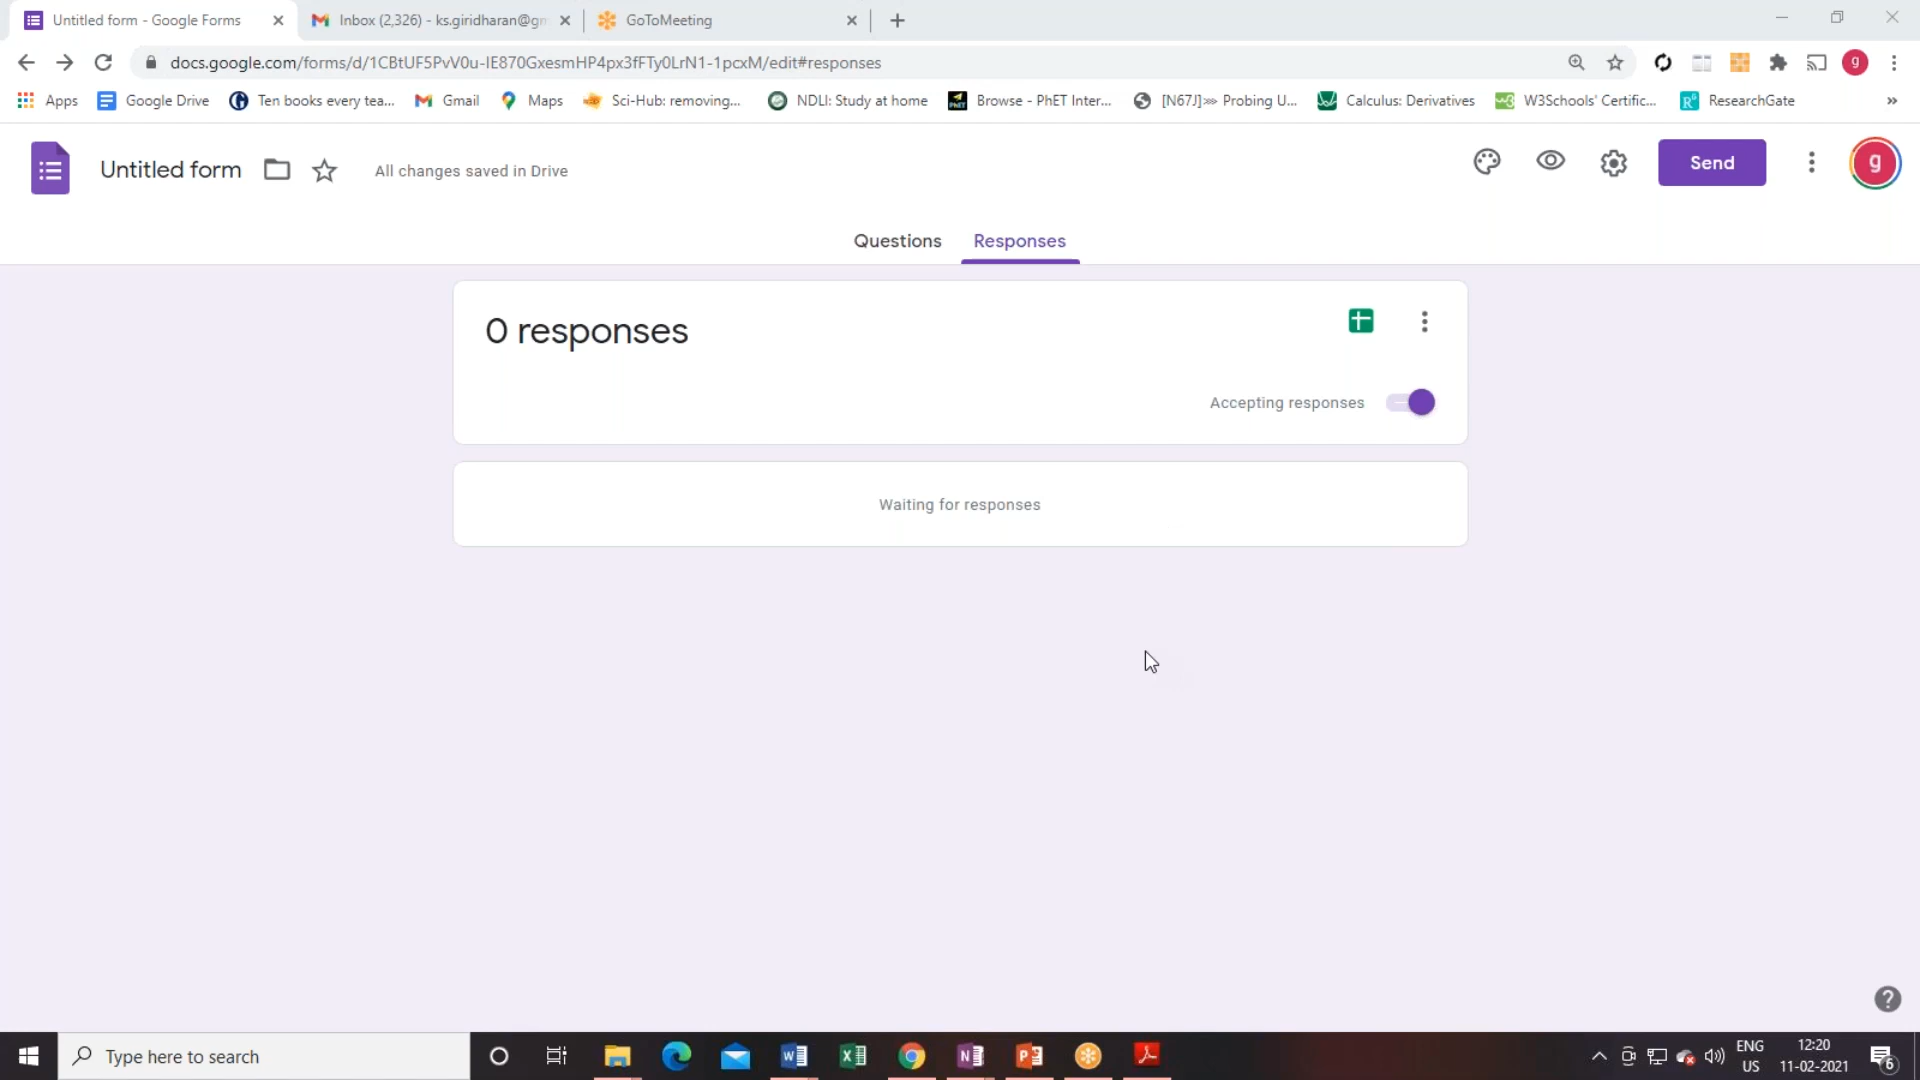 Untitled form - Google Forms
Inbox (2,326) - ks.giridharan@gm
GoToMeeting
docs.google.com/forms/d/1CBtUF5PvV0u-IE870GxesmHP4px3fFTy0LrN1-1pcxM/edit#responses
g
Apps
Google Drive
Ten books every tea...
Gmail
Maps
Sci-Hub: removing...
NDLI: Study at home
Browse - PhET Inter...
[N67J]⋙ Probing U...
Calculus: Derivatives
W3Schools' Certific...
ResearchGate
»
Untitled form
All changes saved in Drive
Send
g
Questions
Responses
0 responses
Accepting responses
Waiting for responses
Type here to search
ENG
US
12:20
11-02-2021
6